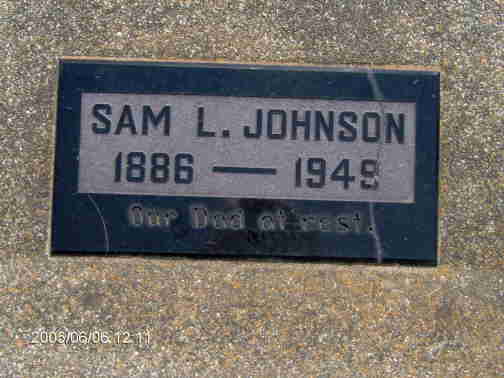 SAM L. JOHNSON
1886 — 1949
Our Dad at rest.
2008/06/06 12:11